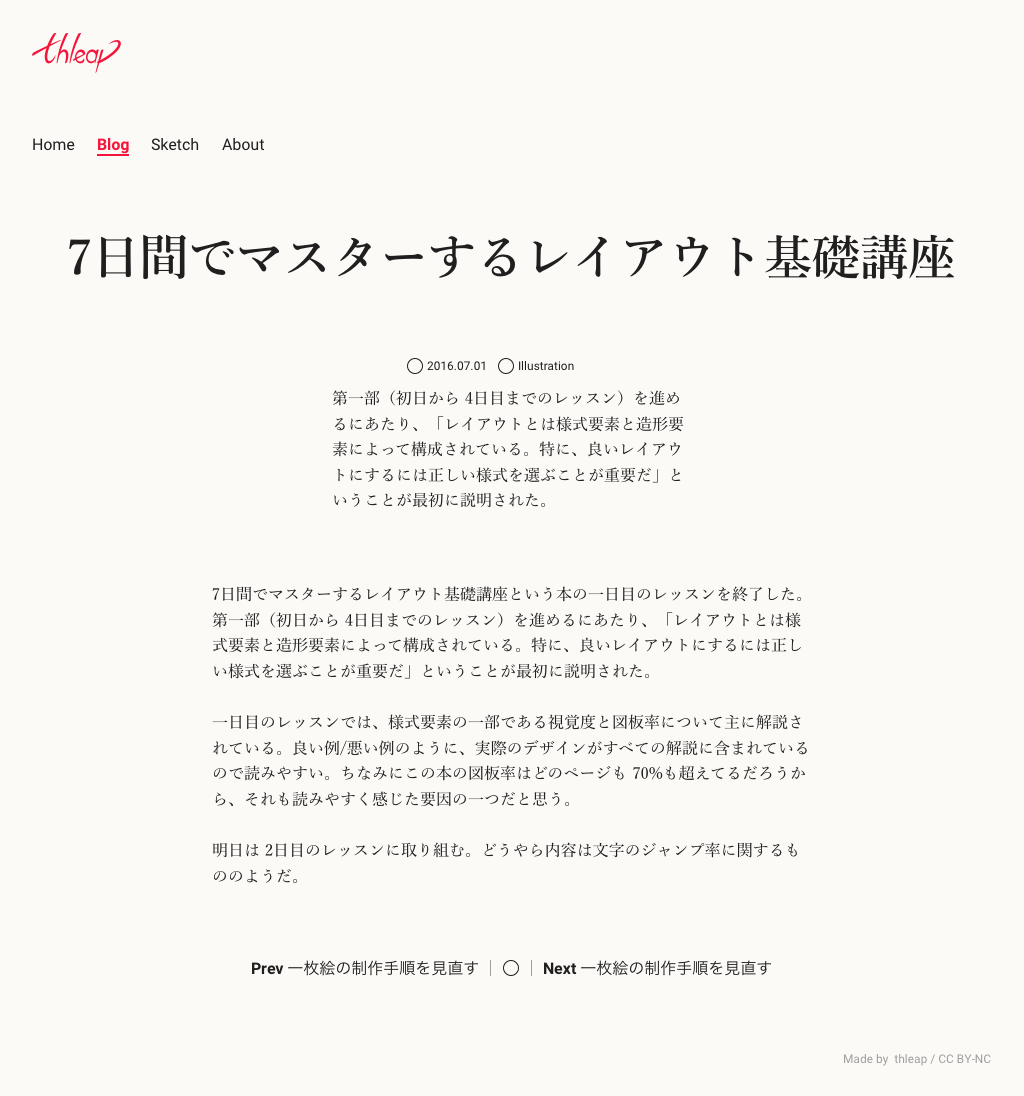 thleap
Home Blog Sketch About
7日間でマスターするレイアウト基礎講座
2016.07.01 Illustration
第一部（初日から 4日目までのレッスン）を進め
るにあたり、「レイアウトとは様式要素と造形要
素によって構成されている。特に、良いレイアウ
トにするには正しい様式を選ぶことが重要だ」と
いうことが最初に説明された。
7日間でマスターするレイアウト基礎講座という本の一日目のレッスンを終了した。
第一部（初日から 4日目までのレッスン）を進めるにあたり、「レイアウトとは様
式要素と造形要素によって構成されている。特に、良いレイアウトにするには正し
い様式を選ぶことが重要だ」ということが最初に説明された。
一日目のレッスンでは、様式要素の一部である視覚度と図板率について主に解説さ
れている。良い例/悪い例のように、実際のデザインがすべての解説に含まれている
ので読みやすい。ちなみにこの本の図板率はどのページも 70%も超えてるだろうか
ら、それも読みやすく感じた要因の一つだと思う。
明日は 2日目のレッスンに取り組む。どうやら内容は文字のジャンプ率に関するも
ののようだ。
Prev 一枚絵の制作手順を見直す | ◯ | Next 一枚絵の制作手順を見直す
Made by thleap / CC BY-NC